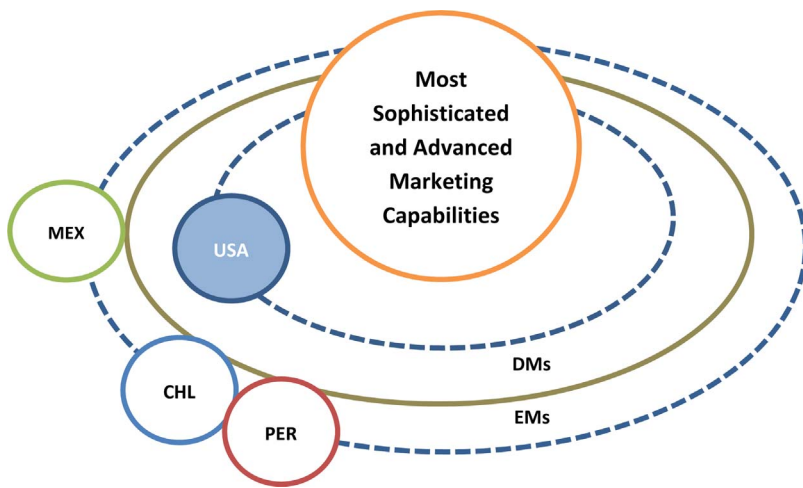 Most
Sophisticated
and Advanced
Marketing
Capabilities
MEX
USA
DMs
CHL
EMs
PER